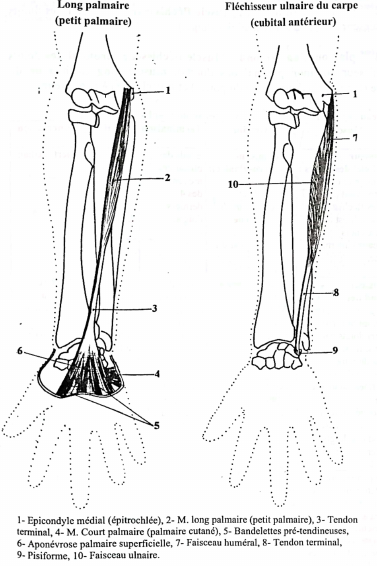 Long palmaire
(petit palmaire)
Fléchisseur ulnaire du carpe
(cubital antérieur)
1
2
3
6
4
5
1
7
10
8
9
1- Epicondyle médial (épitrochlée), 2- M. long palmaire (petit palmaire), 3- Tendon
terminal, 4- M. Court palmaire (palmaire cutané), 5- Bandelettes pré-tendineuses,
6- Aponévrose palmaire superficielle, 7- Faisceau huméral, 8- Tendon terminal,
9- Pisiforme, 10- Faisceau ulnaire.